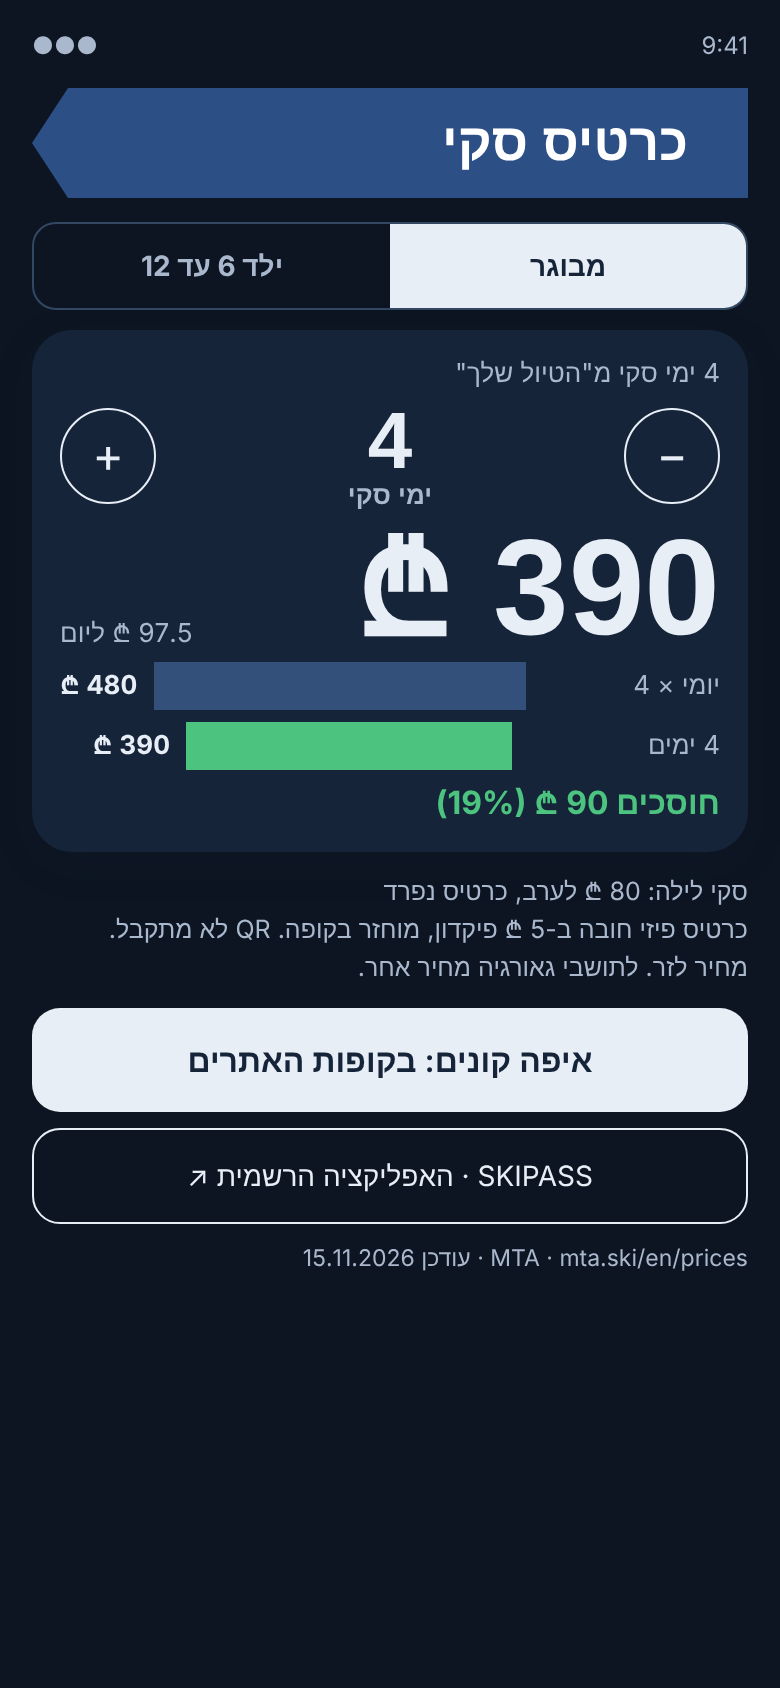 9:41
כרטיס סקי
מבוגר
ילד 6 עד 12
4 ימי סקי מ"הטיול שלך"
−
4
+
ימי סקי
390 ₾
97.5 ₾ ליום
יומי × 4
480 ₾
4 ימים
390 ₾
חוסכים 90 ₾ (19%)
סקי לילה: 80 ₾ לערב, כרטיס נפרד
כרטיס פיזי חובה ב-5 ₾ פיקדון, מוחזר בקופה. QR לא מתקבל.
מחיר לזר. לתושבי גאורגיה מחיר אחר.
איפה קונים: בקופות האתרים
SKIPASS · האפליקציה הרשמית ↗
mta.ski/en/prices · MTA · עודכן 15.11.2026